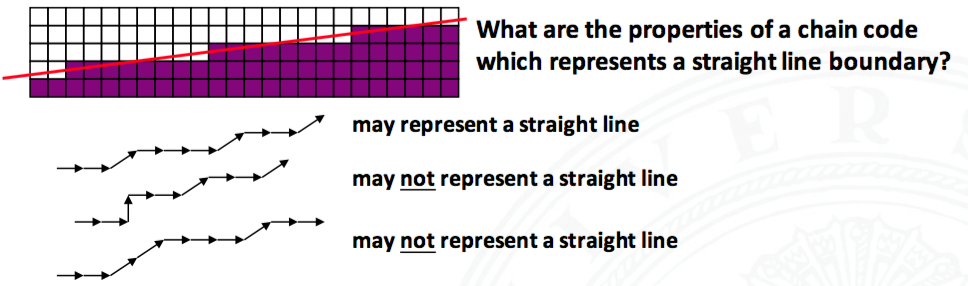 What are the properties of a chain code
which represents a straight line boundary?
may represent a straight line
may not represent a straight line
may not represent a straight line
V E R S